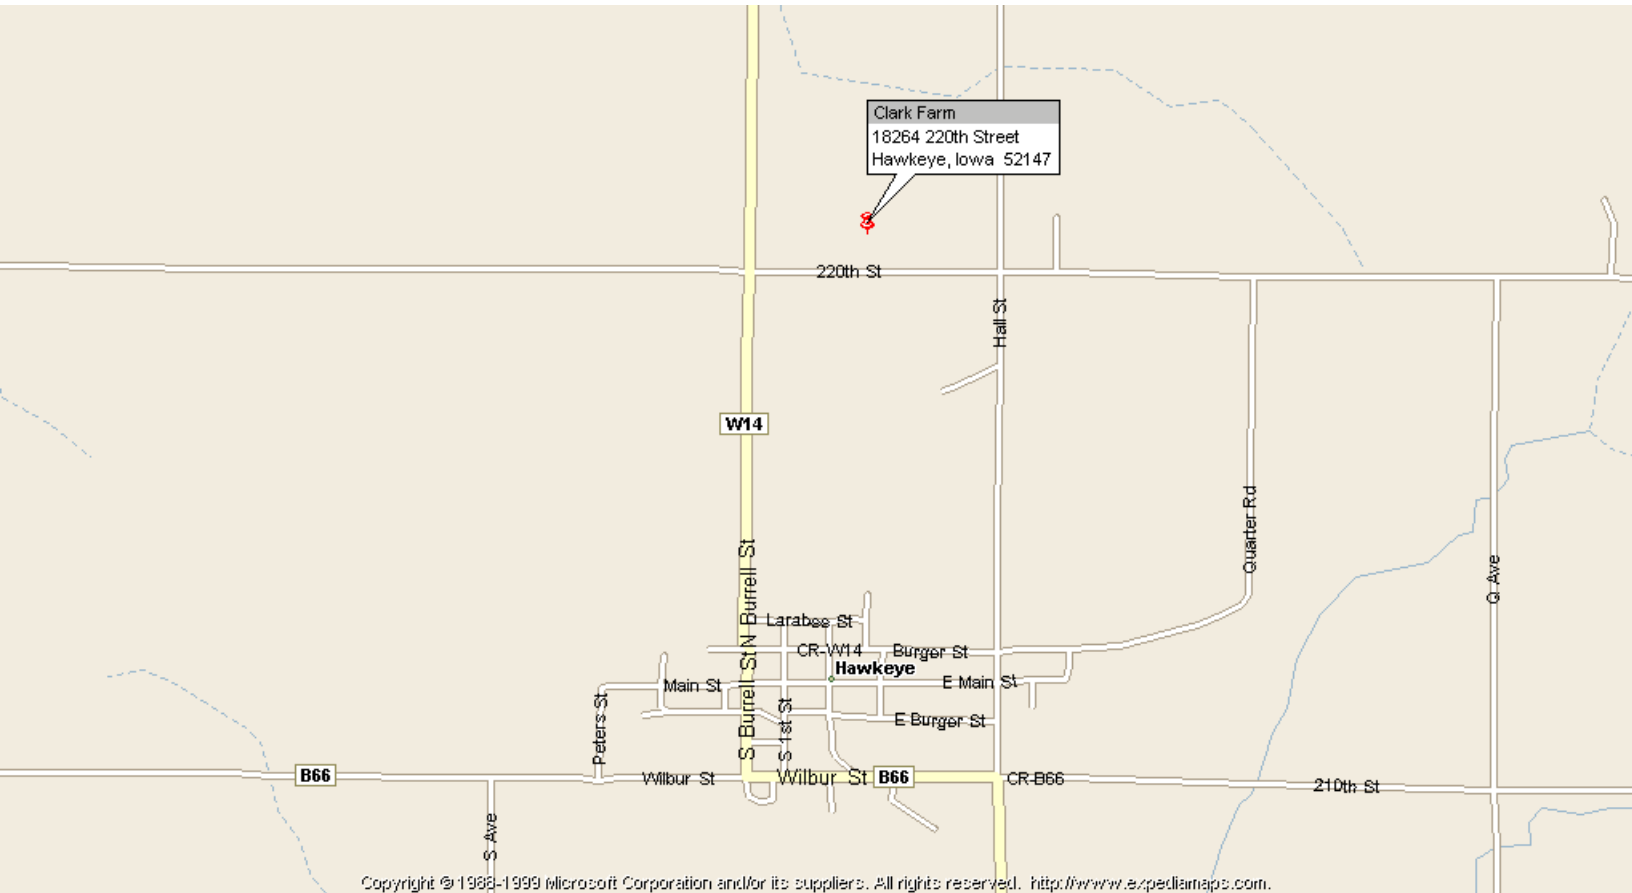 Clark Farm
18264 220th Street
Hawkeye, Iowa 52147
220th St
Hall St
W14
Quarter Rd
Q Ave
N Burrell St
Larabee St
CR-W14
Burger St
Hawkeye
Main St
E Main St
S Burrell St
S 1st St
Peters St
E Burger St
B66
Wilbur St
Wilbur St
B66
CR-B66
210th St
S Ave
Copyright © 1988-1999 Microsoft Corporation and/or its suppliers. All rights reserved. http://www.expediamaps.com.